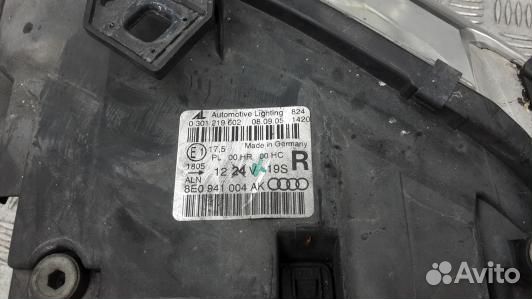 AL Automotive Lighting 824
0 301 219 602 08.09.05 1420
Made in Germany
E1 17,5
PL 00 HR 00 HC R
1805
→ 12 24V 19S
ALN
8E0 941 004 AK
Avito